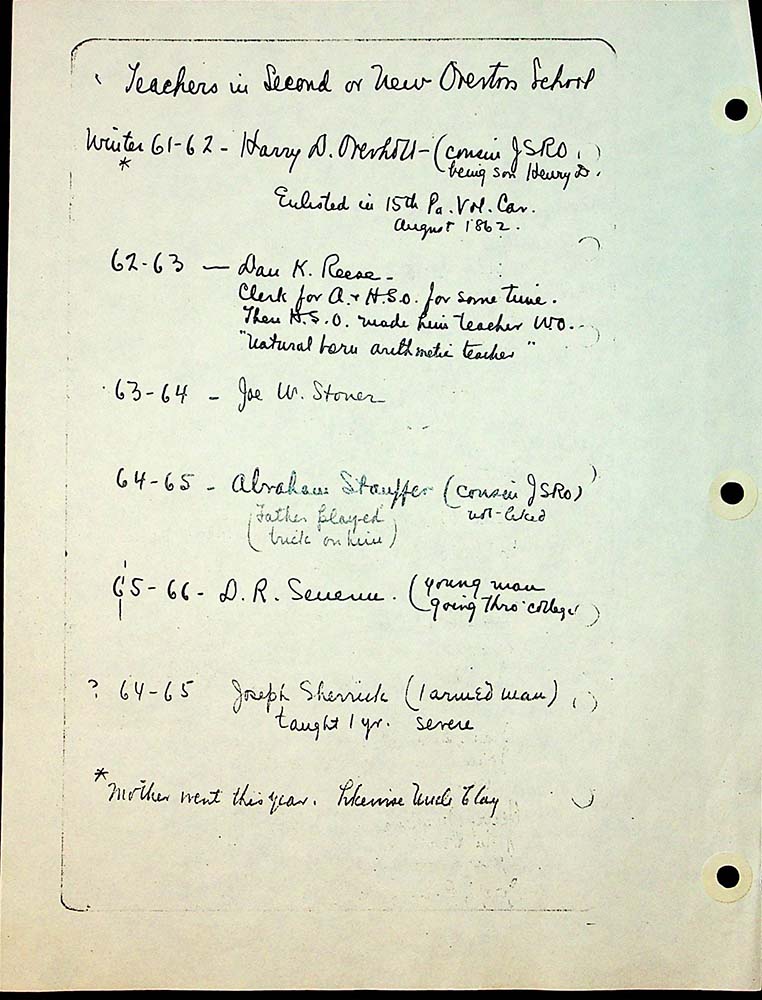 Teachers in Second or New Overton School
Winter 61-62 - Harry D. Overholt - (cousin JSRO,)
* being son Henry D.
Enlisted in 15th Pa. Vol. Cav.
August 1862.
62-63 — Dan K. Reese -
Clerk for A. + H.S.O. for some time.
Then H.S.O. made him teacher WO.
"natural born arithmetic teacher"
63-64 - Joe W. Stoner
64-65 - Abraham Stauffer (cousin JSRO)
(Father played not-liked
trick on him)
65-66 - D. R. (young man
going thro' college)
? 64-65 Joseph Sherrick (1 armed man)
taught 1 yr. severe
*
Mother went this year. Likewise Uncle Clay